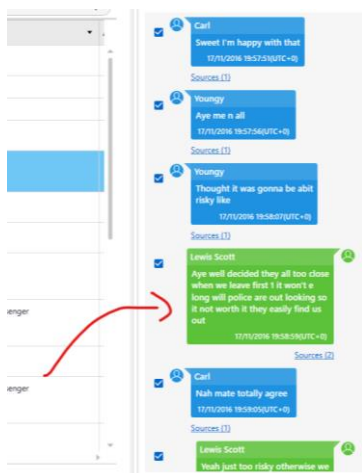 Carl
Sweet I'm happy with that
17/11/2016 19:57:51(UTC+0)
Sources (1)
Youngy
Aye me n all
17/11/2016 19:57:56(UTC+0)
Sources (1)
Youngy
Thought it was gonna be abit
risky like
17/11/2016 19:58:07(UTC+0)
Sources (1)
Lewis Scott
Aye well decided they all too close
when we leave first 1 it won't e
long will police are out looking so
it not worth it they easily find us
out
17/11/2016 19:58:59(UTC+0)
Sources (2)
enger
Carl
Nah mate totally agree
17/11/2016 19:59:05(UTC+0)
Sources (1)
senger
Lewis Scott
Yeah just too risky otherwise we